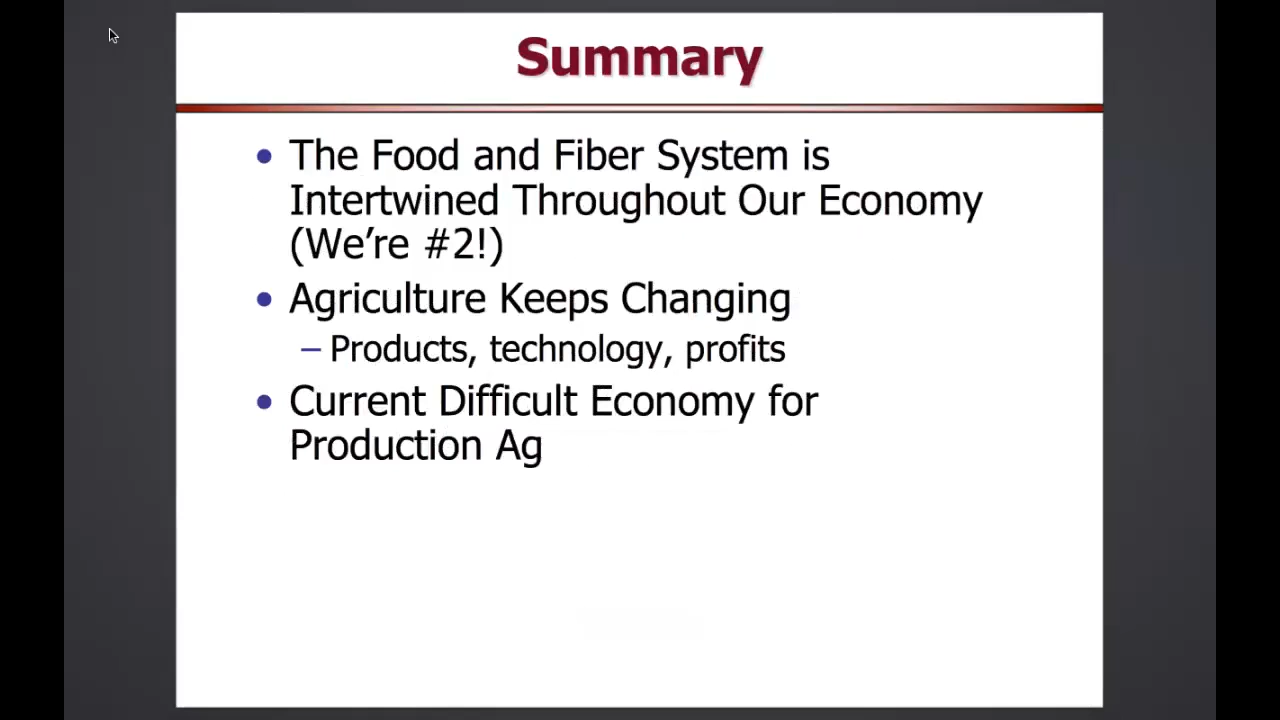 Summary
• The Food and Fiber System is
Intertwined Throughout Our Economy
(We’re #2!)
• Agriculture Keeps Changing
– Products, technology, profits
• Current Difficult Economy for
Production Ag